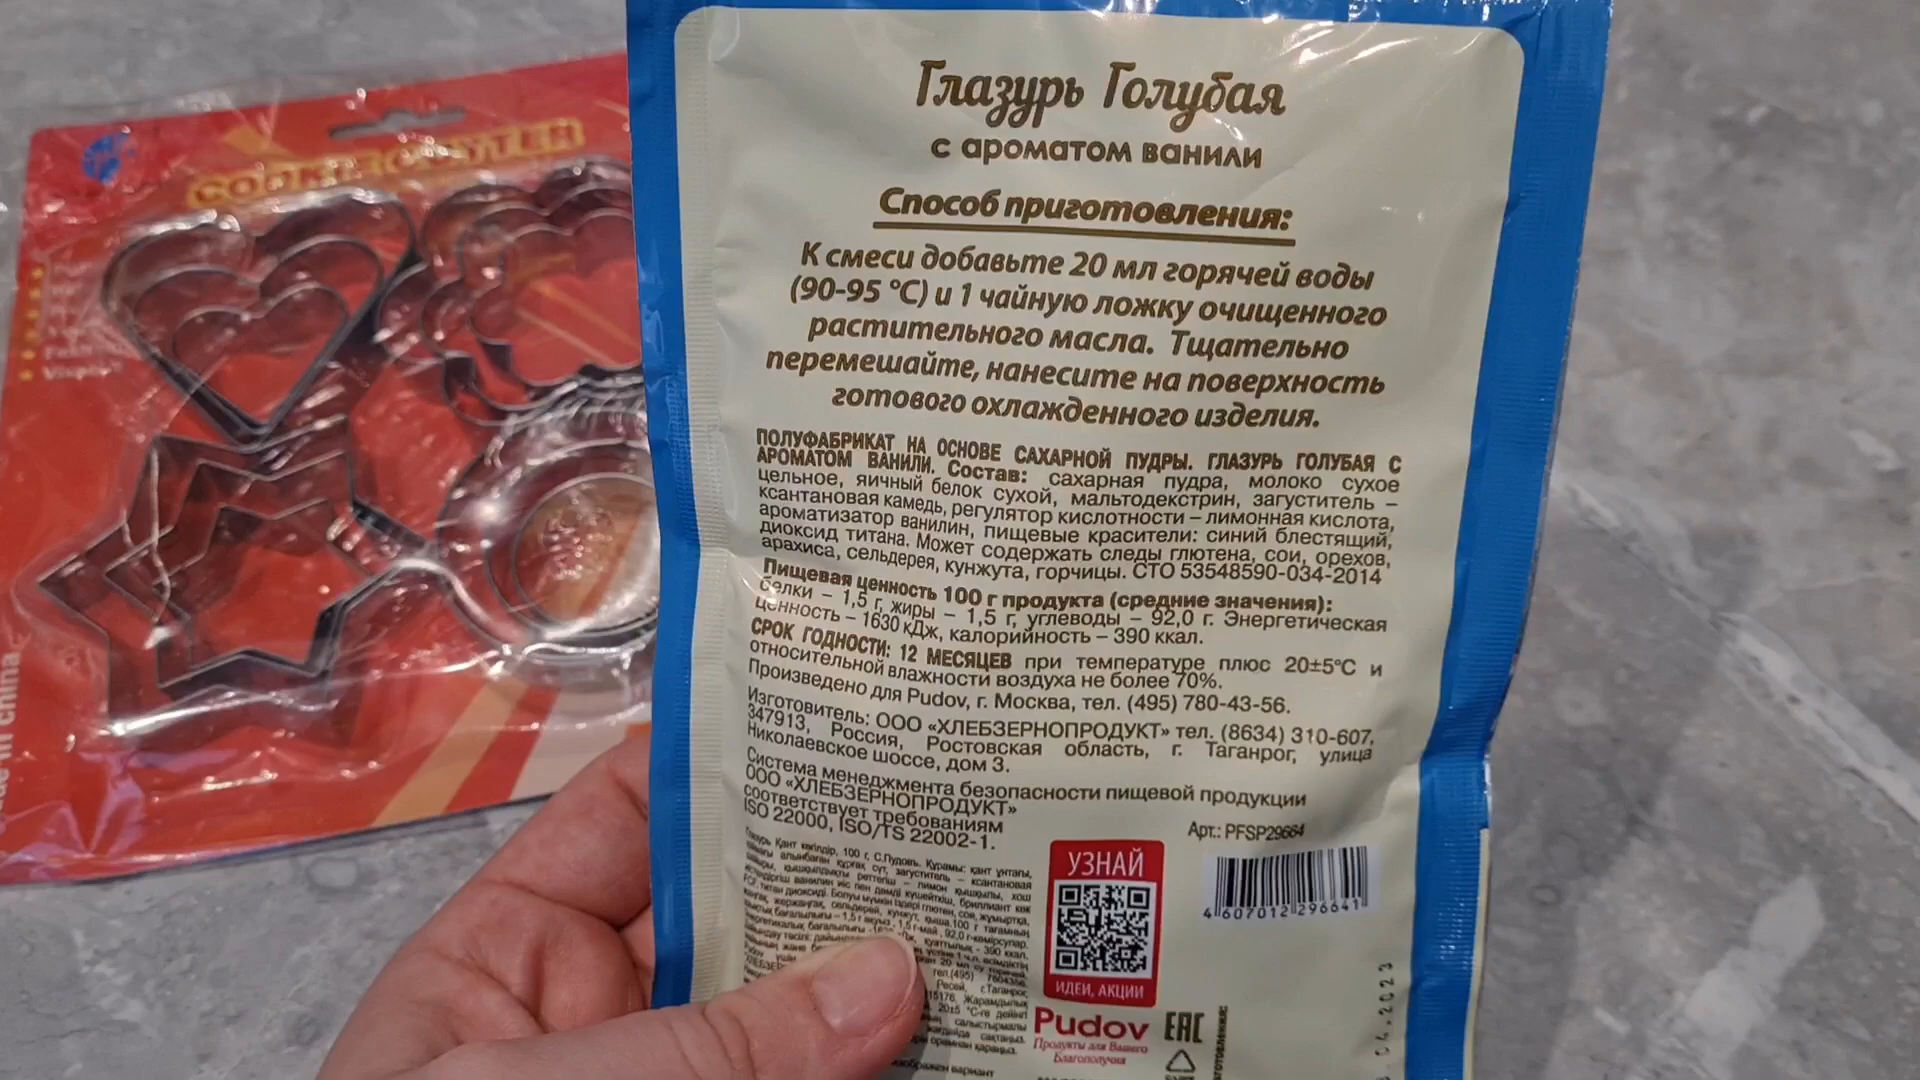 COOKIE CUTTER
Made in China
Глазурь Голубая
с ароматом ванили
Способ приготовления:
К смеси добавьте 20 мл горячей воды
(90-95 °С) и 1 чайную ложку очищенного
растительного масла. Тщательно
перемешайте, нанесите на поверхность
готового охлажденного изделия.
ПОЛУФАБРИКАТ НА ОСНОВЕ САХАРНОЙ ПУДРЫ. ГЛАЗУРЬ ГОЛУБАЯ С
АРОМАТОМ ВАНИЛИ. Состав: сахарная пудра, молоко сухое
цельное, яичный белок сухой, мальтодекстрин, загуститель –
ксантановая камедь, регулятор кислотности – лимонная кислота,
ароматизатор ванилин, пищевые красители: синий блестящий,
диоксид титана. Может содержать следы глютена, сои, орехов,
арахиса, сельдерея, кунжута, горчицы. СТО 53548590-034-2014
Пищевая ценность 100 г продукта (средние значения):
белки – 1,5 г, жиры – 1,5 г, углеводы – 92,0 г. Энергетическая
ценность – 1630 кДж, калорийность – 390 ккал.
СРОК ГОДНОСТИ: 12 МЕСЯЦЕВ при температуре плюс 20±5°С и
относительной влажности воздуха не более 70%.
Произведено для Pudov, г. Москва, тел. (495) 780-43-56.
Изготовитель: ООО «ХЛЕБЗЕРНОПРОДУКТ» тел. (8634) 310-607,
347913, Россия, Ростовская область, г. Таганрог, улица
Николаевское шоссе, дом 3.
Система менеджмента безопасности пищевой продукции
ООО «ХЛЕБЗЕРНОПРОДУКТ»
соответствует требованиям
ISO 22000, ISO/TS 22002-1.
Арт.: PFSP29664
УЗНАЙ
ИДЕИ, АКЦИИ
4 607012 296641
Pudov
Продукты для Вашего
Благополучия
EAC
04.2023